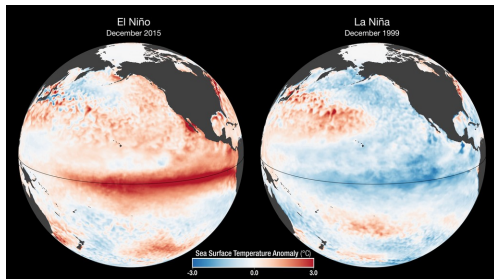 El Niño
December 2015
La Niña
December 1999
Sea Surface Temperature Anomaly (°C)
-3.0 0.0 3.0